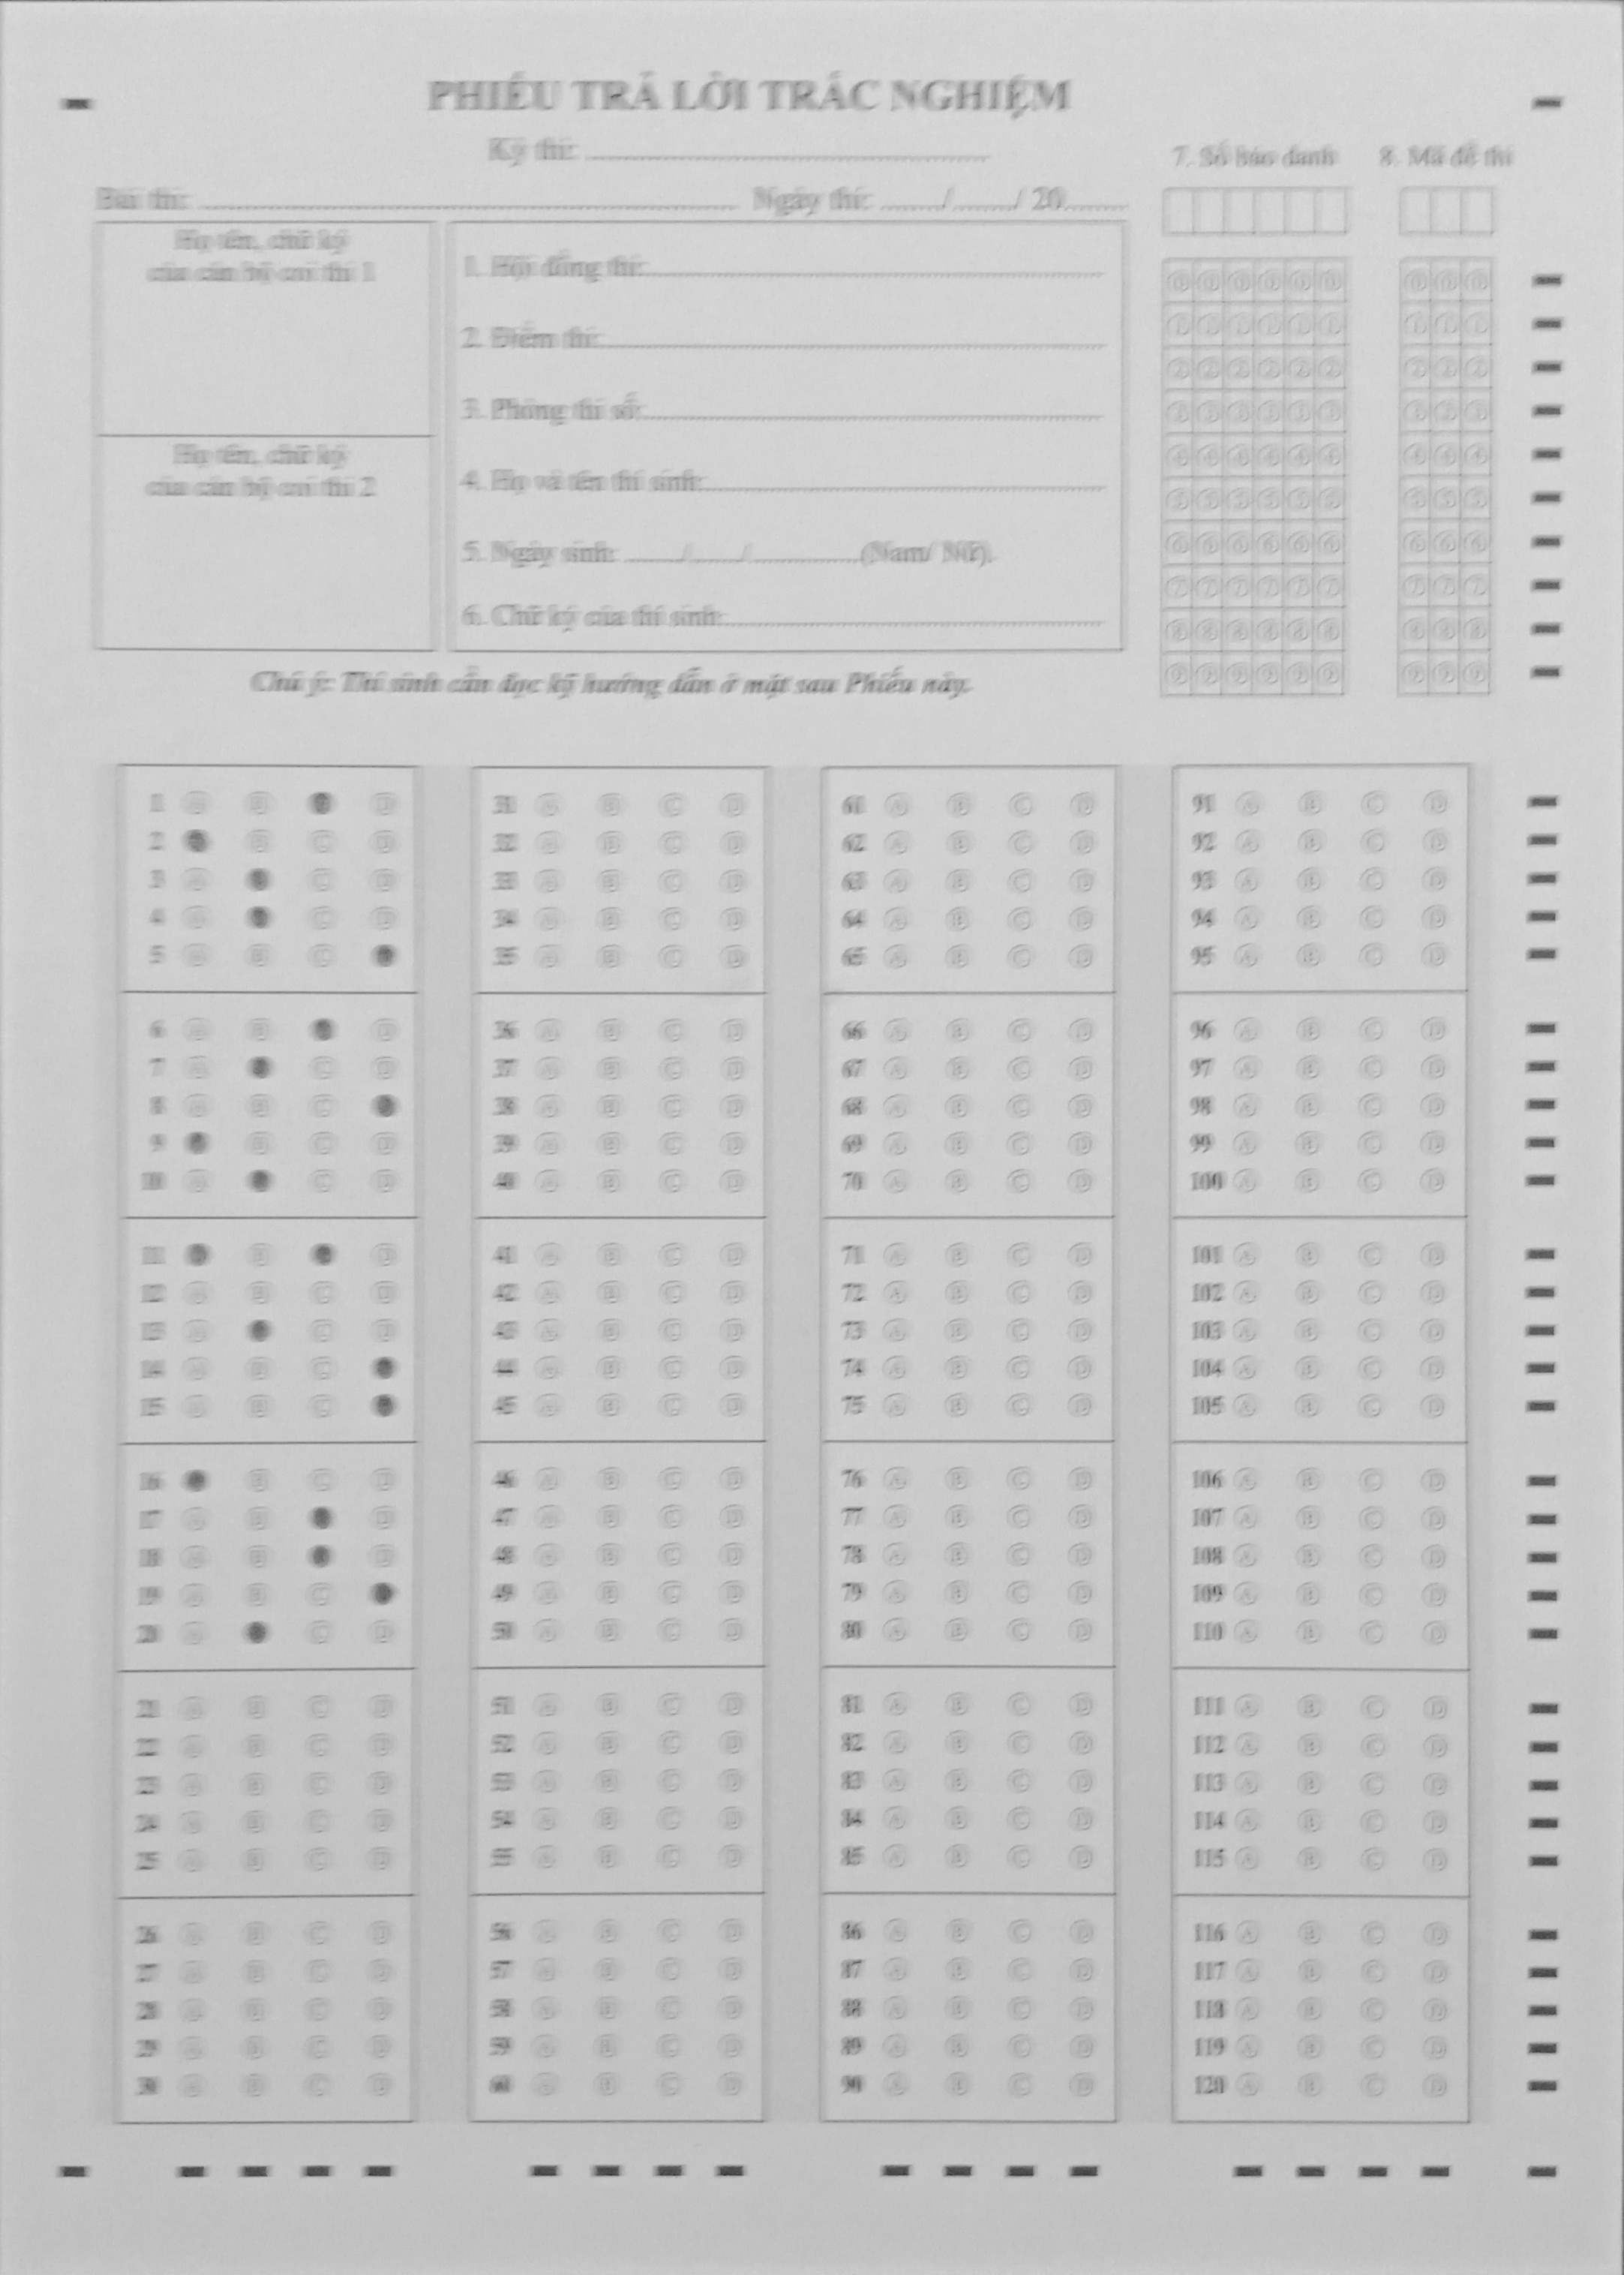 PHIẾU TRẢ LỜI TRẮC NGHIỆM
Kỳ thi:
Bài thi: Ngày thi: ......../......../ 20........
7. Số báo danh 8. Mã đề thi
Họ tên, chữ ký
của cán bộ coi thi 1
Họ tên, chữ ký
của cán bộ coi thi 2
1. Hội đồng thi:
2. Điểm thi:
3. Phòng thi số:
4. Họ và tên thí sinh:
5. Ngày sinh: ......../......../................(Nam/ Nữ).
6. Chữ ký của thí sinh:
Chú ý: Thí sinh cần đọc kỹ hướng dẫn ở mặt sau Phiếu này.
0 0 0 0 0 0 0 0 0
1 1 1 1 1 1 1 1 1
2 2 2 2 2 2 2 2 2
3 3 3 3 3 3 3 3 3
4 4 4 4 4 4 4 4 4
5 5 5 5 5 5 5 5 5
6 6 6 6 6 6 6 6 6
7 7 7 7 7 7 7 7 7
8 8 8 8 8 8 8 8 8
9 9 9 9 9 9 9 9 9
1 A B D 31 A B C D 61 A B C D 91 A B C D
2 B C D 32 A B C D 62 A B C D 92 A B C D
3 A C D 33 A B C D 63 A B C D 93 A B C D
4 A C D 34 A B C D 64 A B C D 94 A B C D
5 A B C 35 A B C D 65 A B C D 95 A B C D
6 A B D 36 A B C D 66 A B C D 96 A B C D
7 A C D 37 A B C D 67 A B C D 97 A B C D
8 A B C 38 A B C D 68 A B C D 98 A B C D
9 B C D 39 A B C D 69 A B C D 99 A B C D
10 A C D 40 A B C D 70 A B C D 100 A B C D
11 B D 41 A B C D 71 A B C D 101 A B C D
12 A B C D 42 A B C D 72 A B C D 102 A B C D
13 A C D 43 A B C D 73 A B C D 103 A B C D
14 A B C 44 A B C D 74 A B C D 104 A B C D
15 A B C 45 A B C D 75 A B C D 105 A B C D
16 B C D 46 A B C D 76 A B C D 106 A B C D
17 A B D 47 A B C D 77 A B C D 107 A B C D
18 A B D 48 A B C D 78 A B C D 108 A B C D
19 A B C 49 A B C D 79 A B C D 109 A B C D
20 A C D 50 A B C D 80 A B C D 110 A B C D
21 A B C D 51 A B C D 81 A B C D 111 A B C D
22 A B C D 52 A B C D 82 A B C D 112 A B C D
23 A B C D 53 A B C D 83 A B C D 113 A B C D
24 A B C D 54 A B C D 84 A B C D 114 A B C D
25 A B C D 55 A B C D 85 A B C D 115 A B C D
26 A B C D 56 A B C D 86 A B C D 116 A B C D
27 A B C D 57 A B C D 87 A B C D 117 A B C D
28 A B C D 58 A B C D 88 A B C D 118 A B C D
29 A B C D 59 A B C D 89 A B C D 119 A B C D
30 A B C D 60 A B C D 90 A B C D 120 A B C D